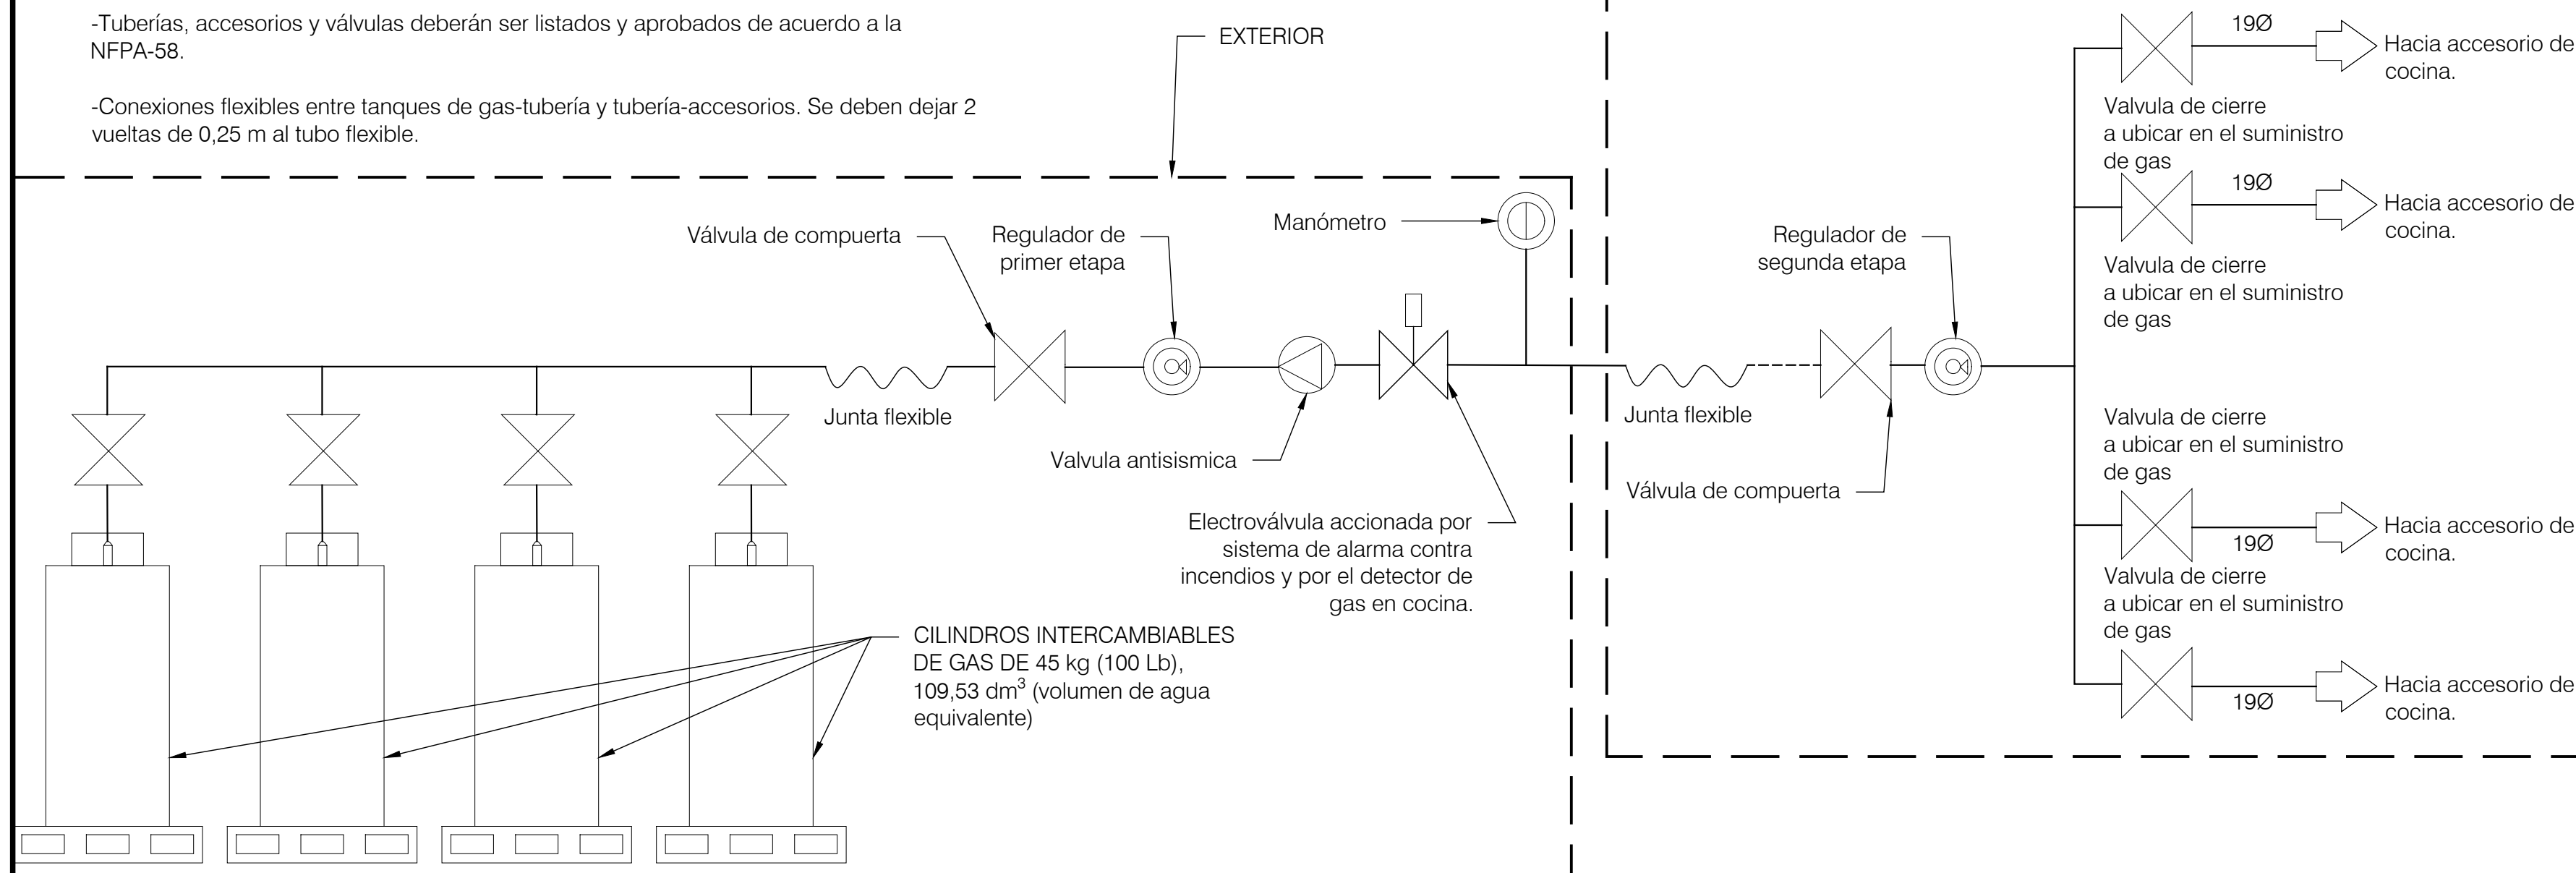 -Tuberías, accesorios y válvulas deberán ser listados y aprobados de acuerdo a la
NFPA-58.
-Conexiones flexibles entre tanques de gas-tubería y tubería-accesorios. Se deben dejar 2
vueltas de 0,25 m al tubo flexible.
EXTERIOR
Válvula de compuerta
Regulador de
primer etapa
Manómetro
Junta flexible
Valvula antisismica
Electroválvula accionada por
sistema de alarma contra
incendios y por el detector de
gas en cocina.
CILINDROS INTERCAMBIABLES
DE GAS DE 45 kg (100 Lb),
109,53 dm³ (volumen de agua
equivalente)
Regulador de
segunda etapa
Junta flexible
Válvula de compuerta
19Ø
Hacia accesorio de
cocina.
Valvula de cierre
a ubicar en el suministro
de gas
19Ø
Hacia accesorio de
cocina.
Valvula de cierre
a ubicar en el suministro
de gas
Valvula de cierre
a ubicar en el suministro
de gas
19Ø
Hacia accesorio de
cocina.
Valvula de cierre
a ubicar en el suministro
de gas
19Ø
Hacia accesorio de
cocina.